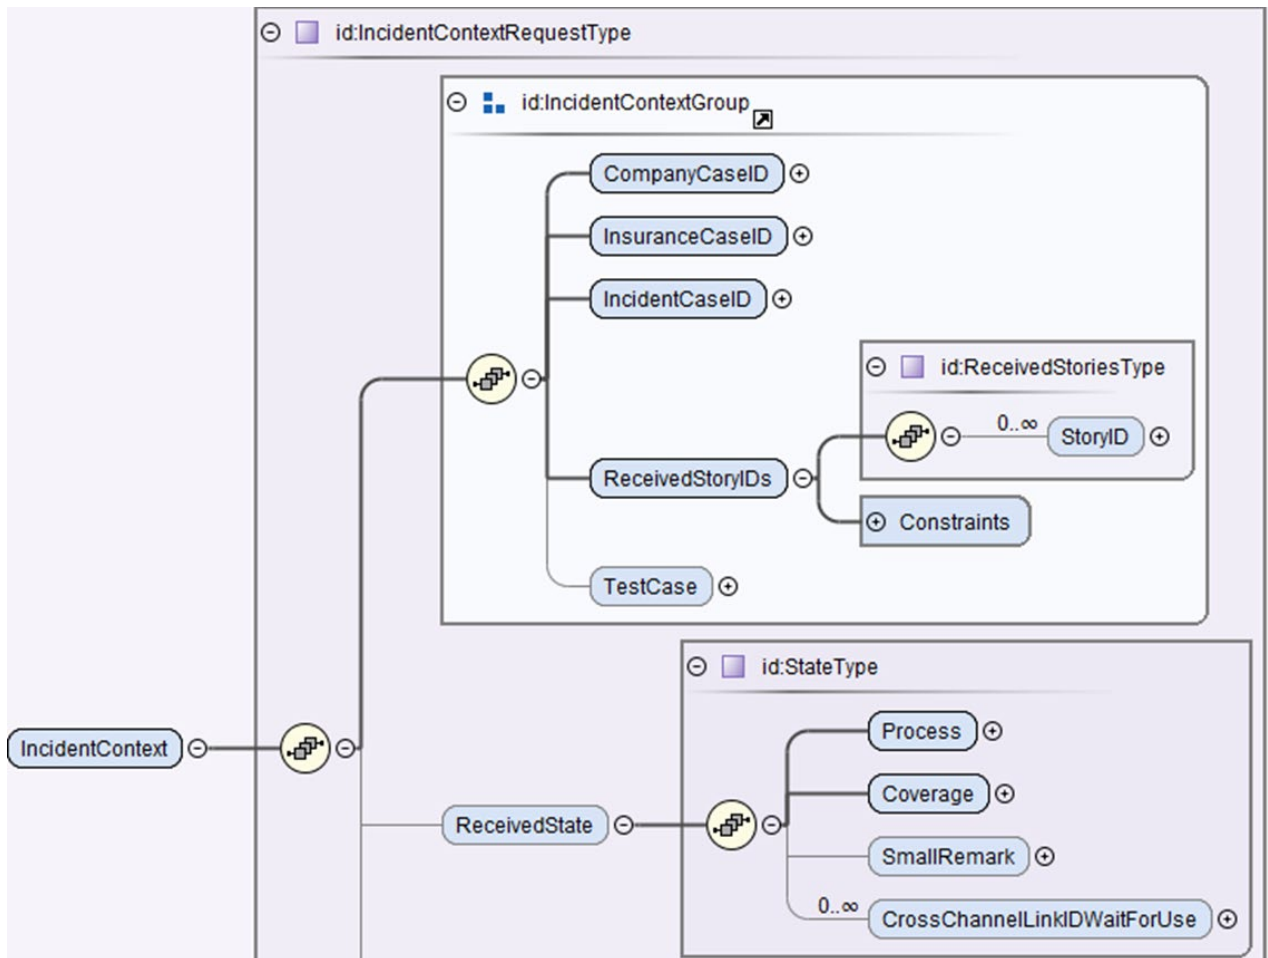 id:IncidentContextRequestType
id:IncidentContextGroup
CompanyCaseID
InsuranceCaseID
IncidentCaseID
id:ReceivedStoriesType
0..∞
StoryID
ReceivedStoryIDs
Constraints
TestCase
id:StateType
Process
IncidentContext
Coverage
ReceivedState
SmallRemark
0..∞
CrossChannelLinkIDWaitForUse